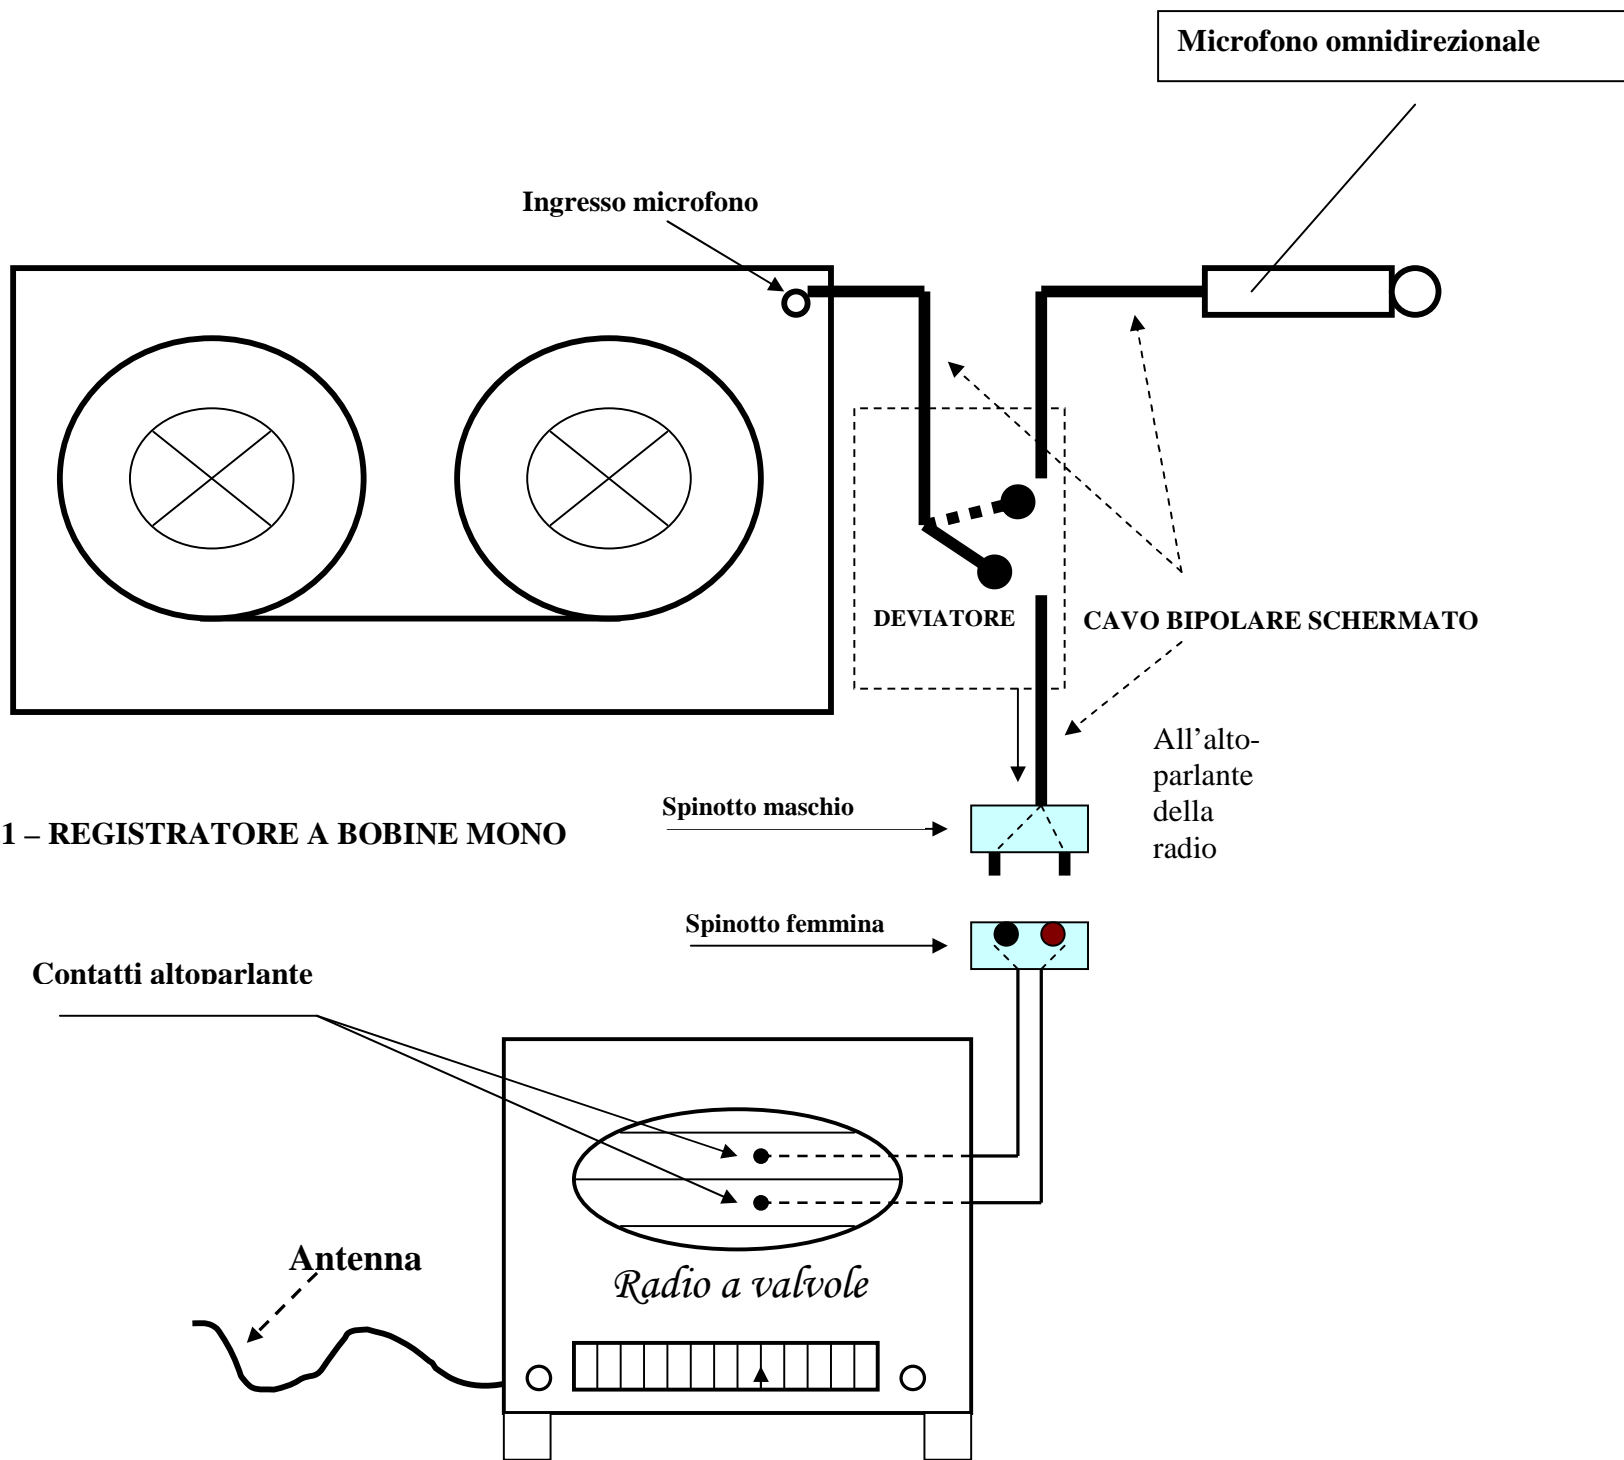 Microfono omnidirezionale
Ingresso microfono
DEVIATORE
CAVO BIPOLARE SCHERMATO
All’alto-
parlante
della
radio
Spinotto maschio
1 – REGISTRATORE A BOBINE MONO
Spinotto femmina
Contatti altoparlante
Antenna
Radio a valvole